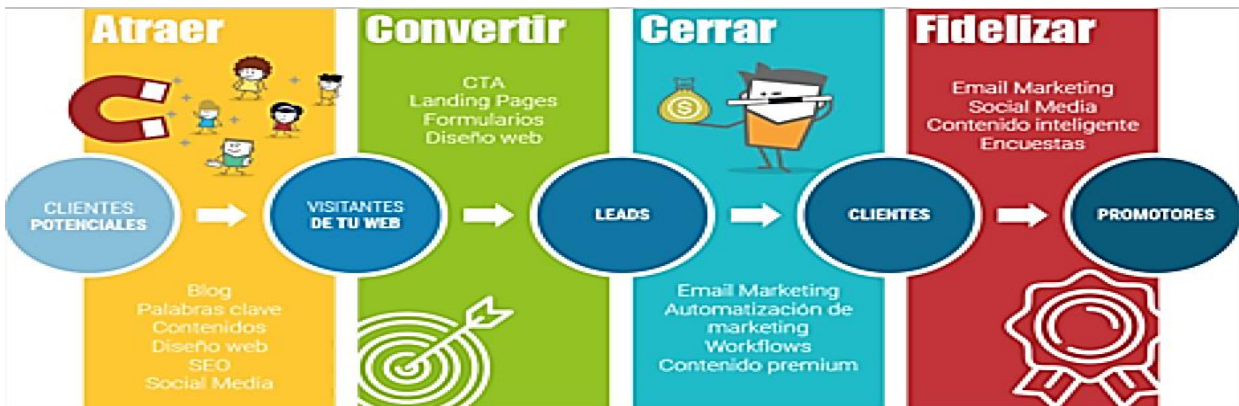 Atraer
Convertir
Cerrar
Fidelizar
CTA
Landing Pages
Formularios
Diseño web
Email Marketing
Social Media
Contenido inteligente
Encuestas
CLIENTES
POTENCIALES
VISITANTES
DE TU WEB
LEADS
CLIENTES
PROMOTORES
Blog
Palabras clave
Contenidos
Diseño web
SEO
Social Media
Email Marketing
Automatización de
marketing
Workflows
Contenido premium